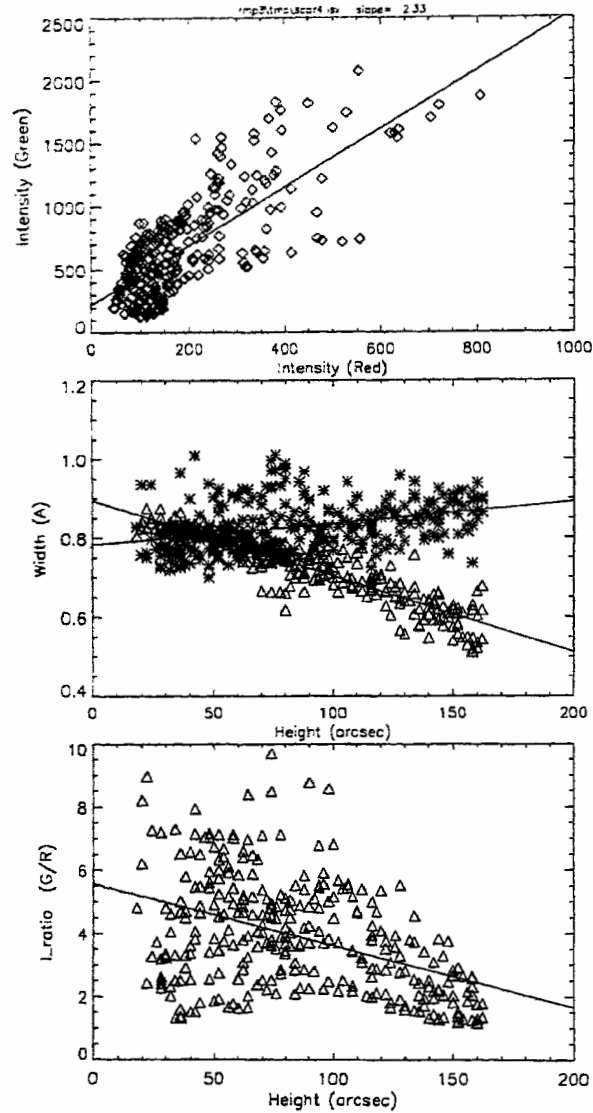 slope= 2.33
2500
2000
1500
1000
500
0
Intensity (Green)
0 200 400 600 800 1000
Intensity (Red)
1.2
1.0
0.8
0.6
0.4
Width (A)
0 50 100 150 200
Height (arcsec)
10
8
6
4
2
0
I_ratio (G/R)
0 50 100 150 200
Height (arcsec)